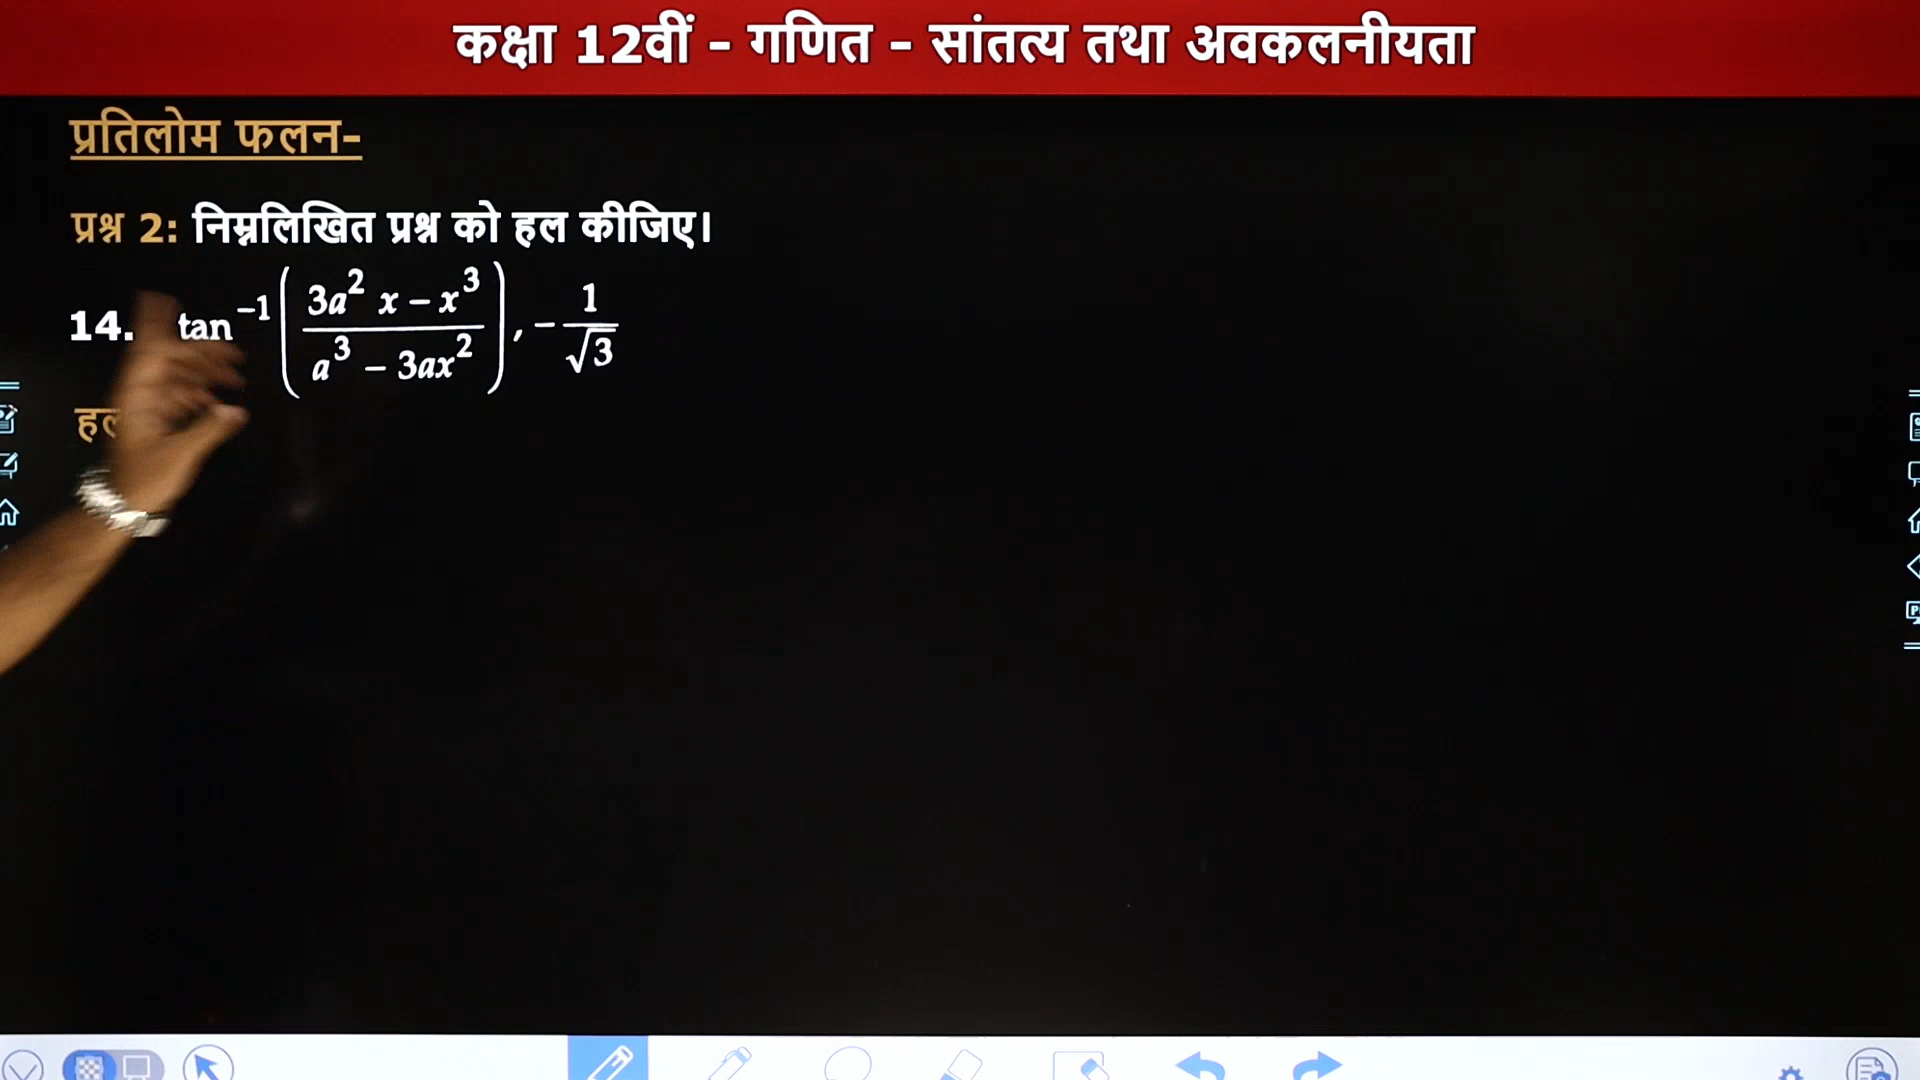 कक्षा 12वीं - गणित - सांतत्य तथा अवकलनीयता
प्रतिलोम फलन-
प्रश्न 2: निम्नलिखित प्रश्न को हल कीजिए।
14. tan⁻¹((3a² x – x³)/(a³ – 3ax²)), –1/√3